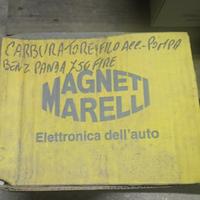 CARBURATORE+FILO ACC-POMPA
BENZ PANDA 750 FIRE
MAGNETI
MARELLI
Elettronica dell'auto